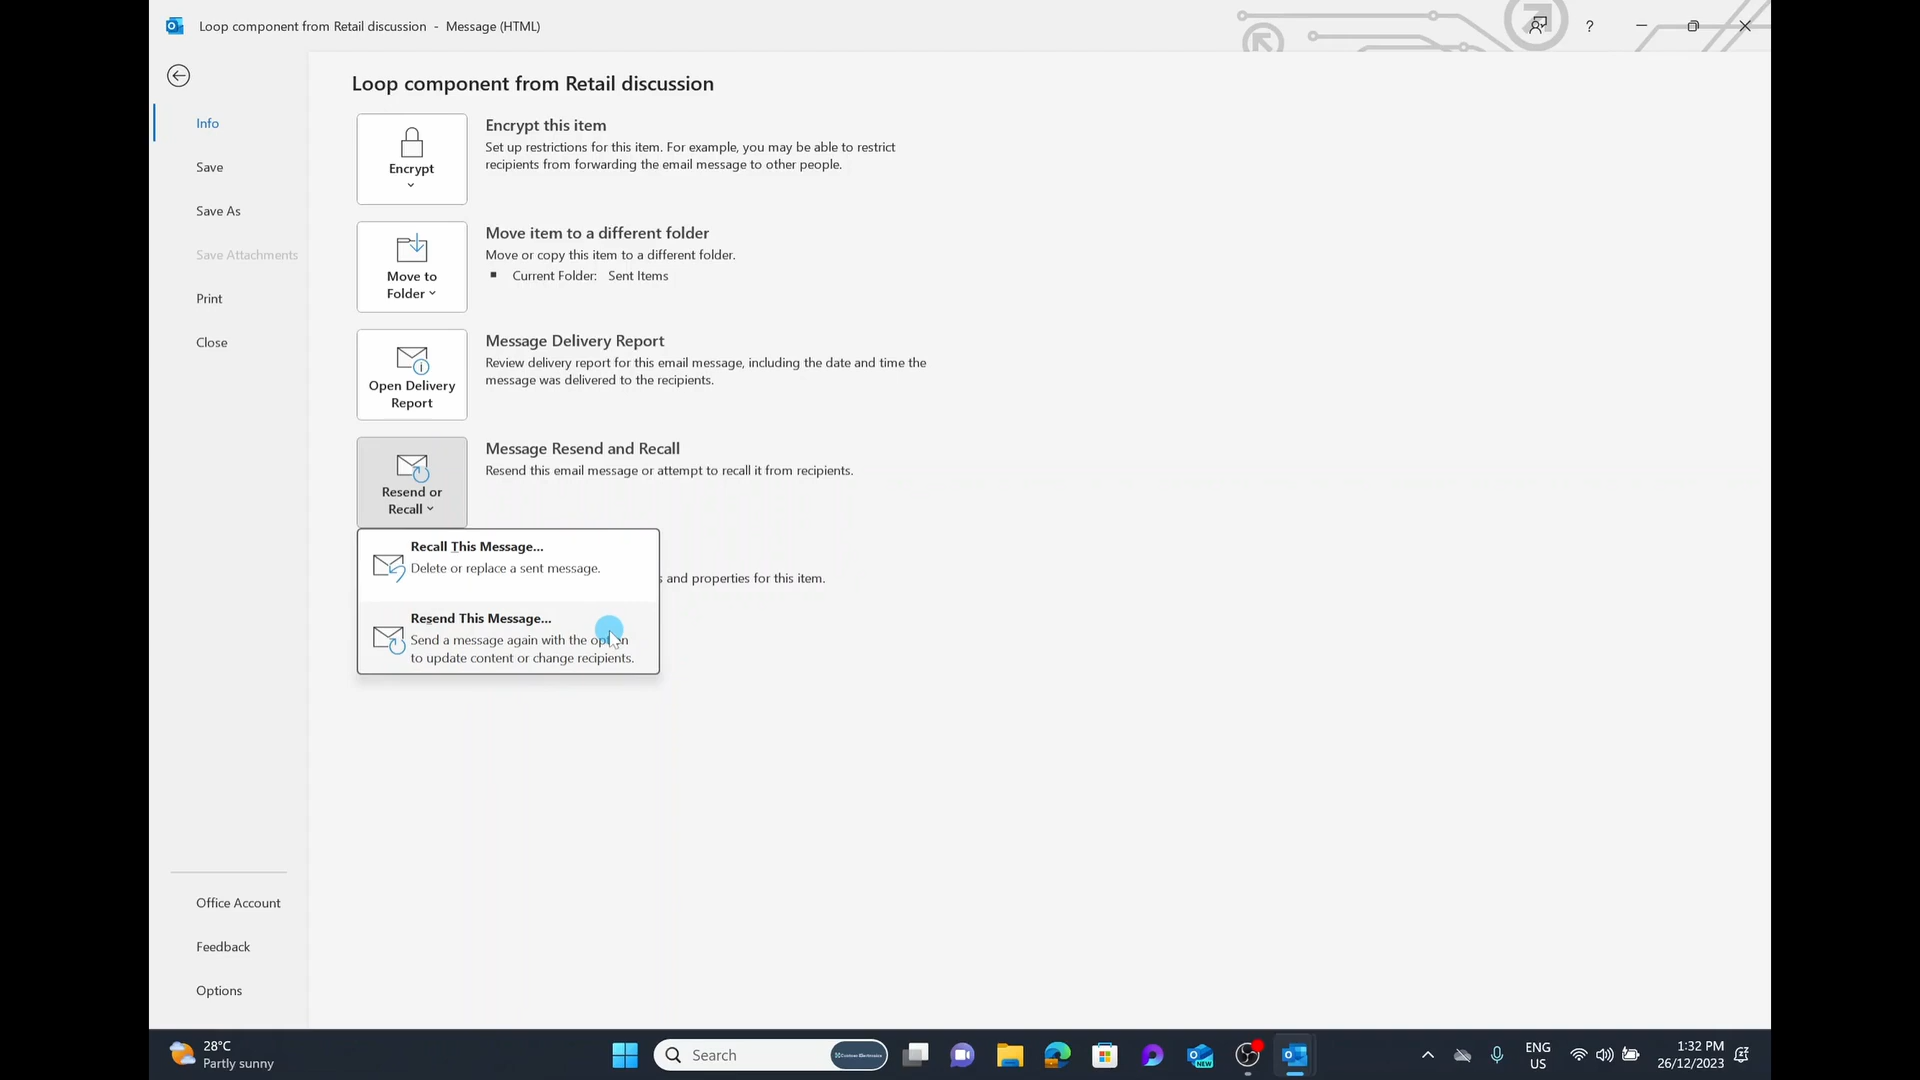 Loop component from Retail discussion - Message (HTML)
?
Info
Save
Save As
Save Attachments
Print
Close
Office Account
Feedback
Options
Loop component from Retail discussion
Encrypt
Encrypt this item
Set up restrictions for this item. For example, you may be able to restrict
recipients from forwarding the email message to other people.
Move to
Folder
Move item to a different folder
Move or copy this item to a different folder.
Current Folder: Sent Items
Open Delivery
Report
Message Delivery Report
Review delivery report for this email message, including the date and time the
message was delivered to the recipients.
Resend or
Recall
Message Resend and Recall
Resend this email message or attempt to recall it from recipients.
Recall This Message...
Delete or replace a sent message.
and properties for this item.
Resend This Message...
Send a message again with the option
to update content or change recipients.
28°C
Partly sunny
Search
NEW
ENG
US
1:32 PM
26/12/2023